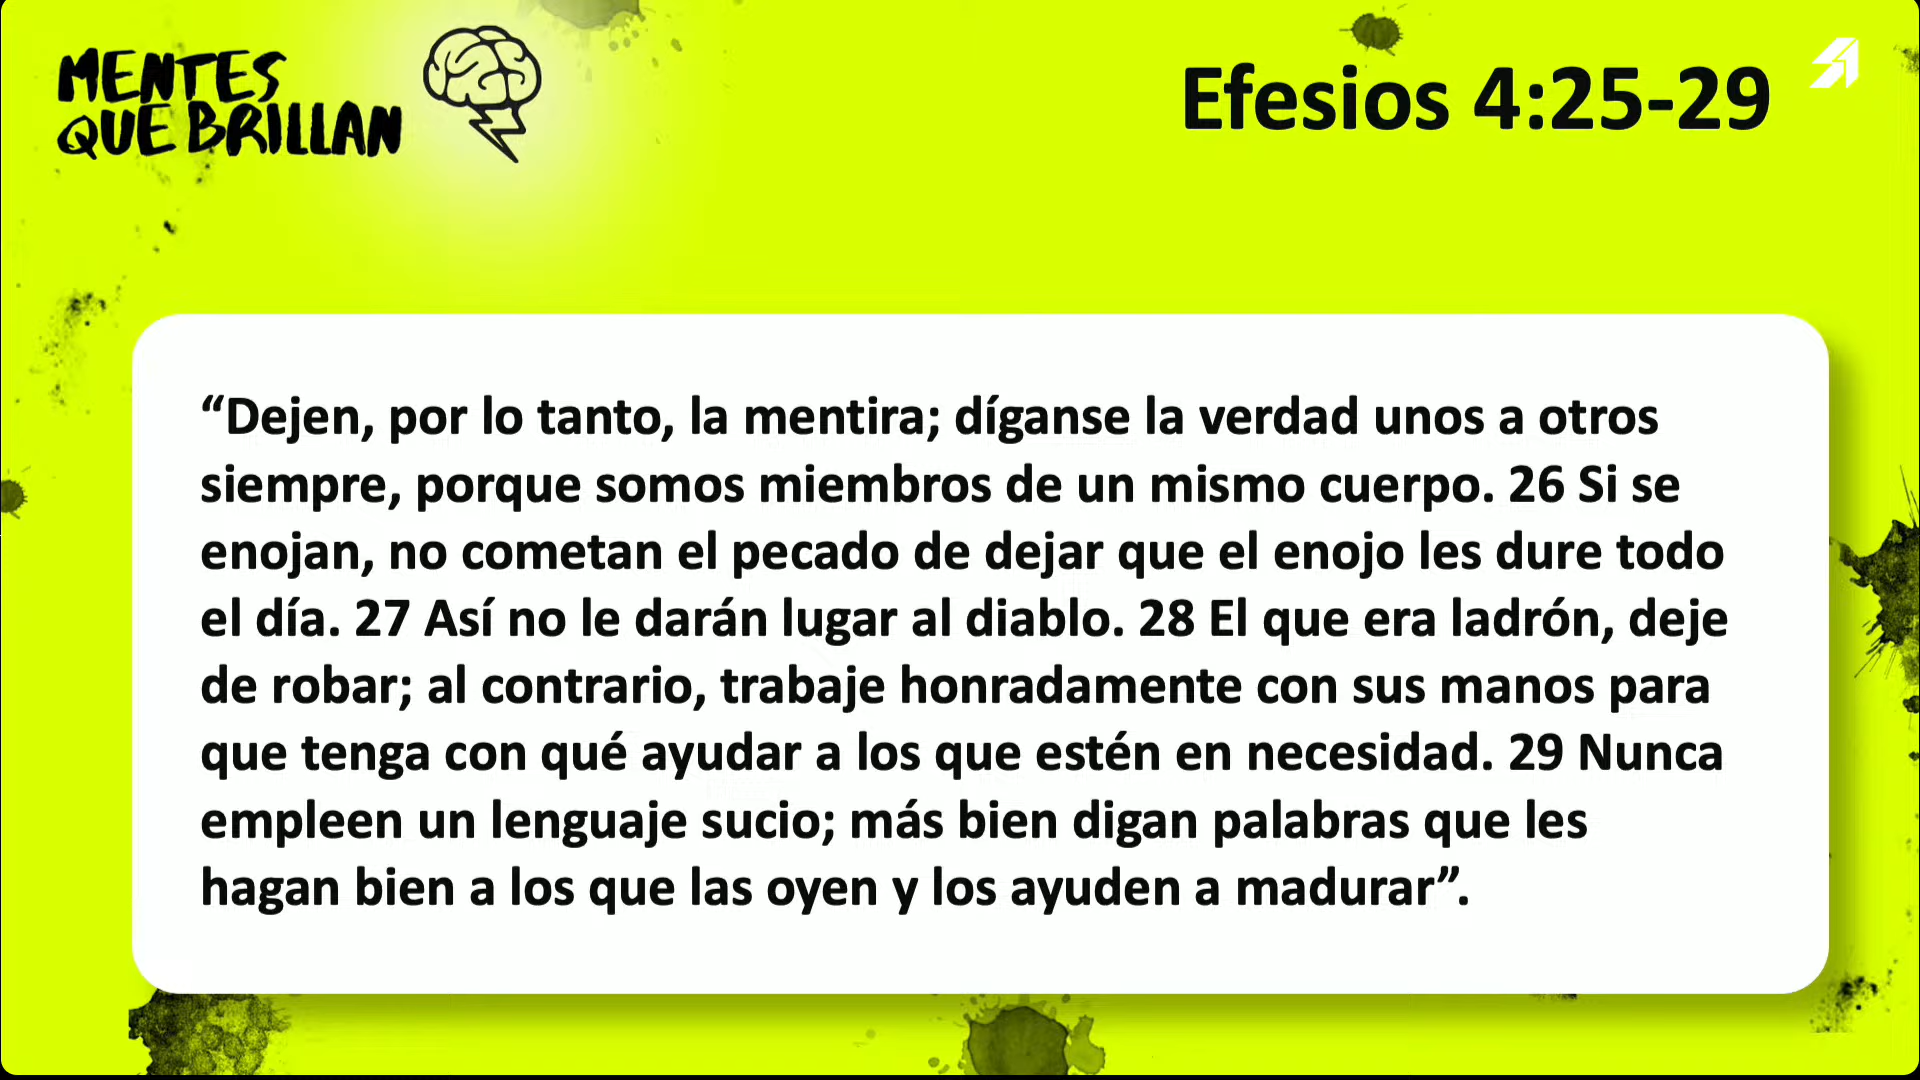 MENTES
QUE BRILLAN
Efesios 4:25-29
“Dejen, por lo tanto, la mentira; díganse la verdad unos a otros
siempre, porque somos miembros de un mismo cuerpo. 26 Si se
enojan, no cometan el pecado de dejar que el enojo les dure todo
el día. 27 Así no le darán lugar al diablo. 28 El que era ladrón, deje
de robar; al contrario, trabaje honradamente con sus manos para
que tenga con qué ayudar a los que estén en necesidad. 29 Nunca
empleen un lenguaje sucio; más bien digan palabras que les
hagan bien a los que las oyen y los ayuden a madurar”.